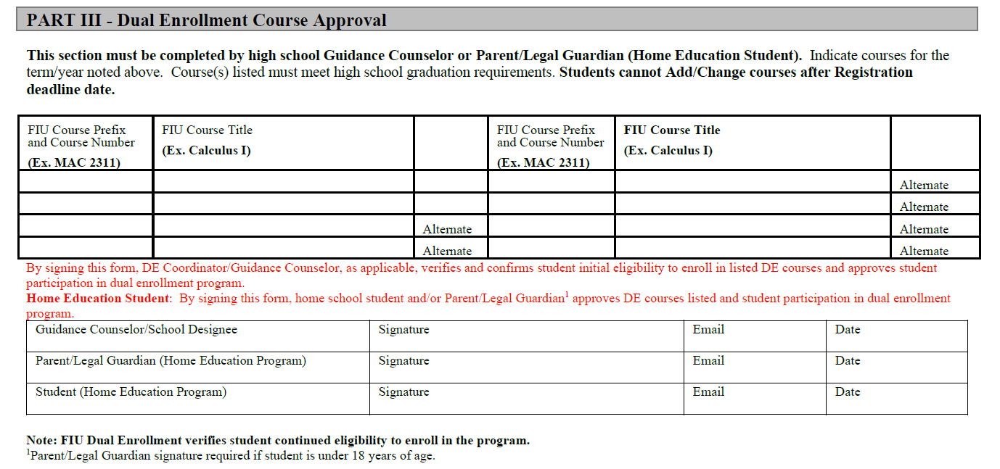 PART III - Dual Enrollment Course Approval
This section must be completed by high school Guidance Counselor or Parent/Legal Guardian (Home Education Student). Indicate courses for the
term/year noted above. Course(s) listed must meet high school graduation requirements. Students cannot Add/Change courses after Registration
deadline date.
FIU Course Prefix
and Course Number
(Ex. MAC 2311)
FIU Course Title
(Ex. Calculus I)
FIU Course Prefix
and Course Number
(Ex. MAC 2311)
FIU Course Title
(Ex. Calculus I)
Alternate
Alternate
Alternate
Alternate
Alternate
Alternate
By signing this form, DE Coordinator/Guidance Counselor, as applicable, verifies and confirms student initial eligibility to enroll in listed DE courses and approves student
participation in dual enrollment program.
Home Education Student: By signing this form, home school student and/or Parent/Legal Guardian¹ approves DE courses listed and student participation in dual enrollment
program.
Guidance Counselor/School Designee Signature Email Date
Parent/Legal Guardian (Home Education Program) Signature Email Date
Student (Home Education Program) Signature Email Date
Note: FIU Dual Enrollment verifies student continued eligibility to enroll in the program.
¹Parent/Legal Guardian signature required if student is under 18 years of age.